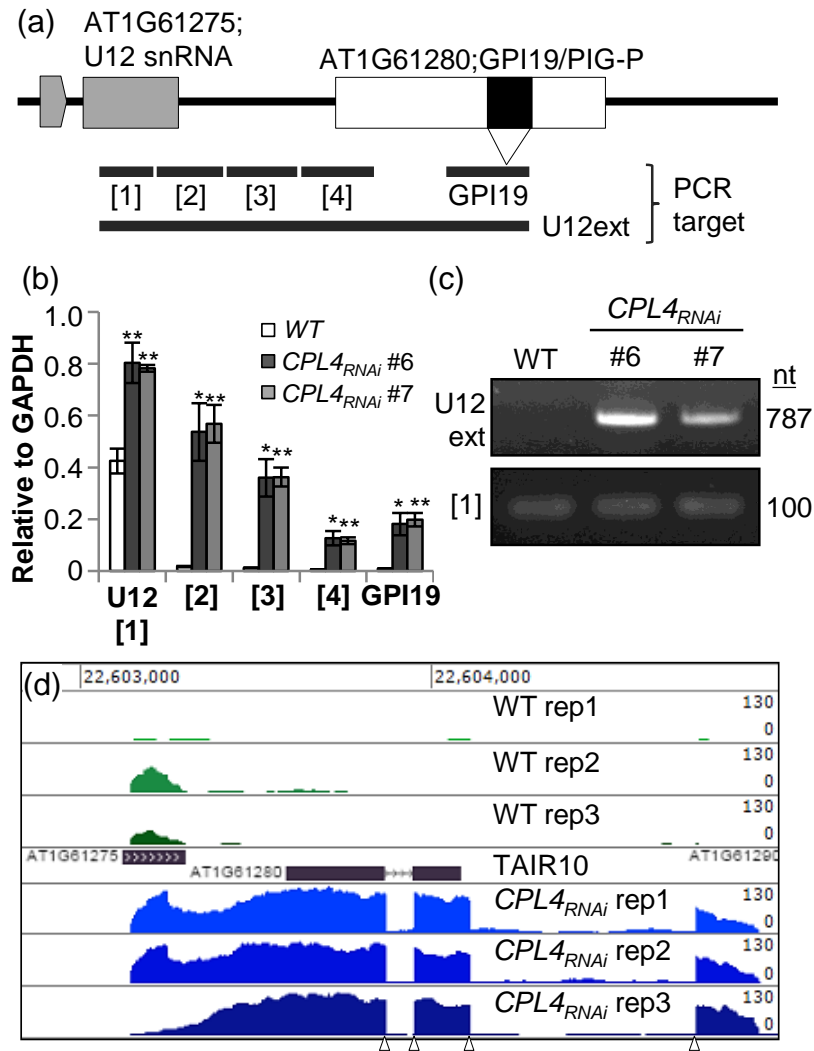 (a)
AT1G61275;
U12 snRNA
AT1G61280;GPI19/PIG-P
[1] [2] [3] [4] GPI19
U12ext
PCR
target
(b)
Relative to GAPDH
1.0
0.8
0.6
0.4
0.2
0
WT
CPL4RNAi #6
CPL4RNAi #7
** ** * ** * ** * ** * **
U12 [2] [3] [4] GPI19
[1]
(c)
CPL4RNAi
WT #6 #7 nt
U12
ext
787
[1] 100
(d)
22,603,000 22,604,000
WT rep1 130
0
WT rep2 130
0
WT rep3 130
0
AT1G61275 TAIR10 AT1G61290
AT1G61280
CPL4RNAi rep1 130
0
CPL4RNAi rep2 130
0
CPL4RNAi rep3 130
0